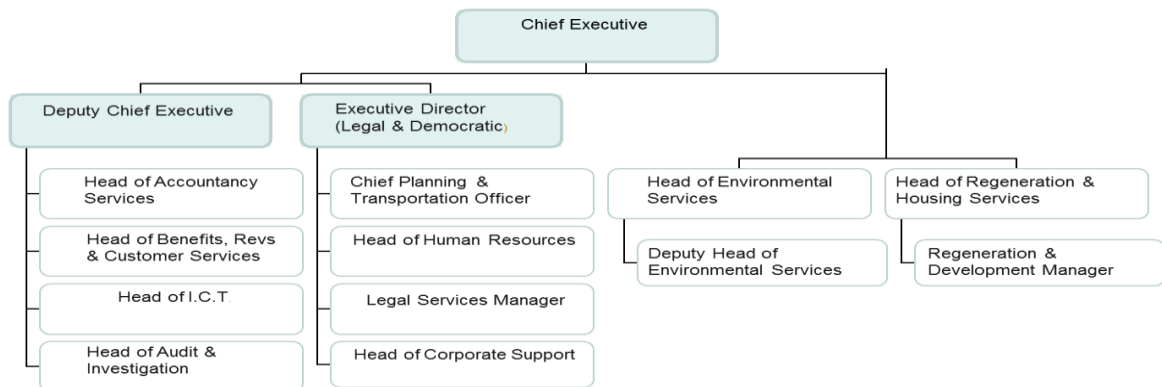 Chief Executive
Deputy Chief Executive
Executive Director
(Legal & Democratic)
Head of Accountancy
Services
Head of Benefits, Revs
& Customer Services
Head of I.C.T.
Head of Audit &
Investigation
Chief Planning &
Transportation Officer
Head of Human Resources
Legal Services Manager
Head of Corporate Support
Head of Environmental
Services
Deputy Head of
Environmental Services
Head of Regeneration &
Housing Services
Regeneration &
Development Manager